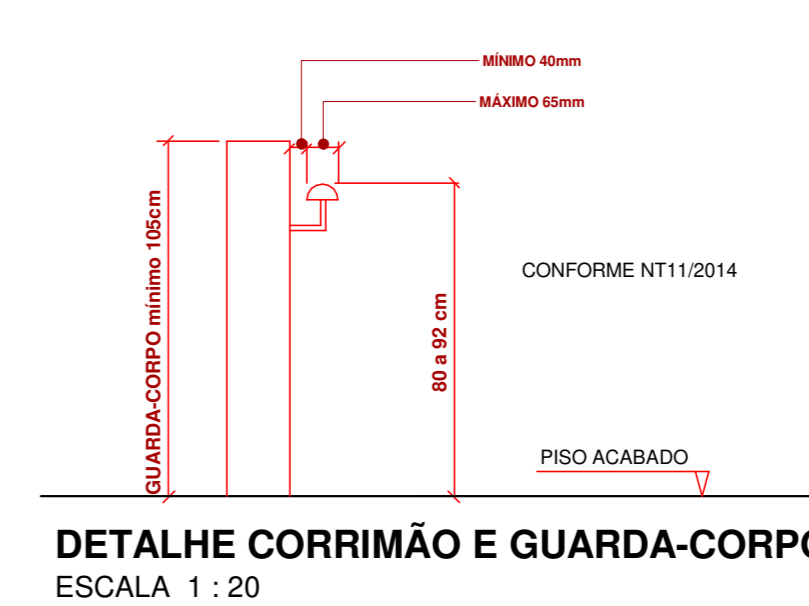 MÍNIMO 40mm
MÁXIMO 65mm
GUARDA-CORPO mínimo 105cm
80 a 92 cm
CONFORME NT11/2014
PISO ACABADO
DETALHE CORRIMÃO E GUARDA-CORPO
ESCALA 1 : 20